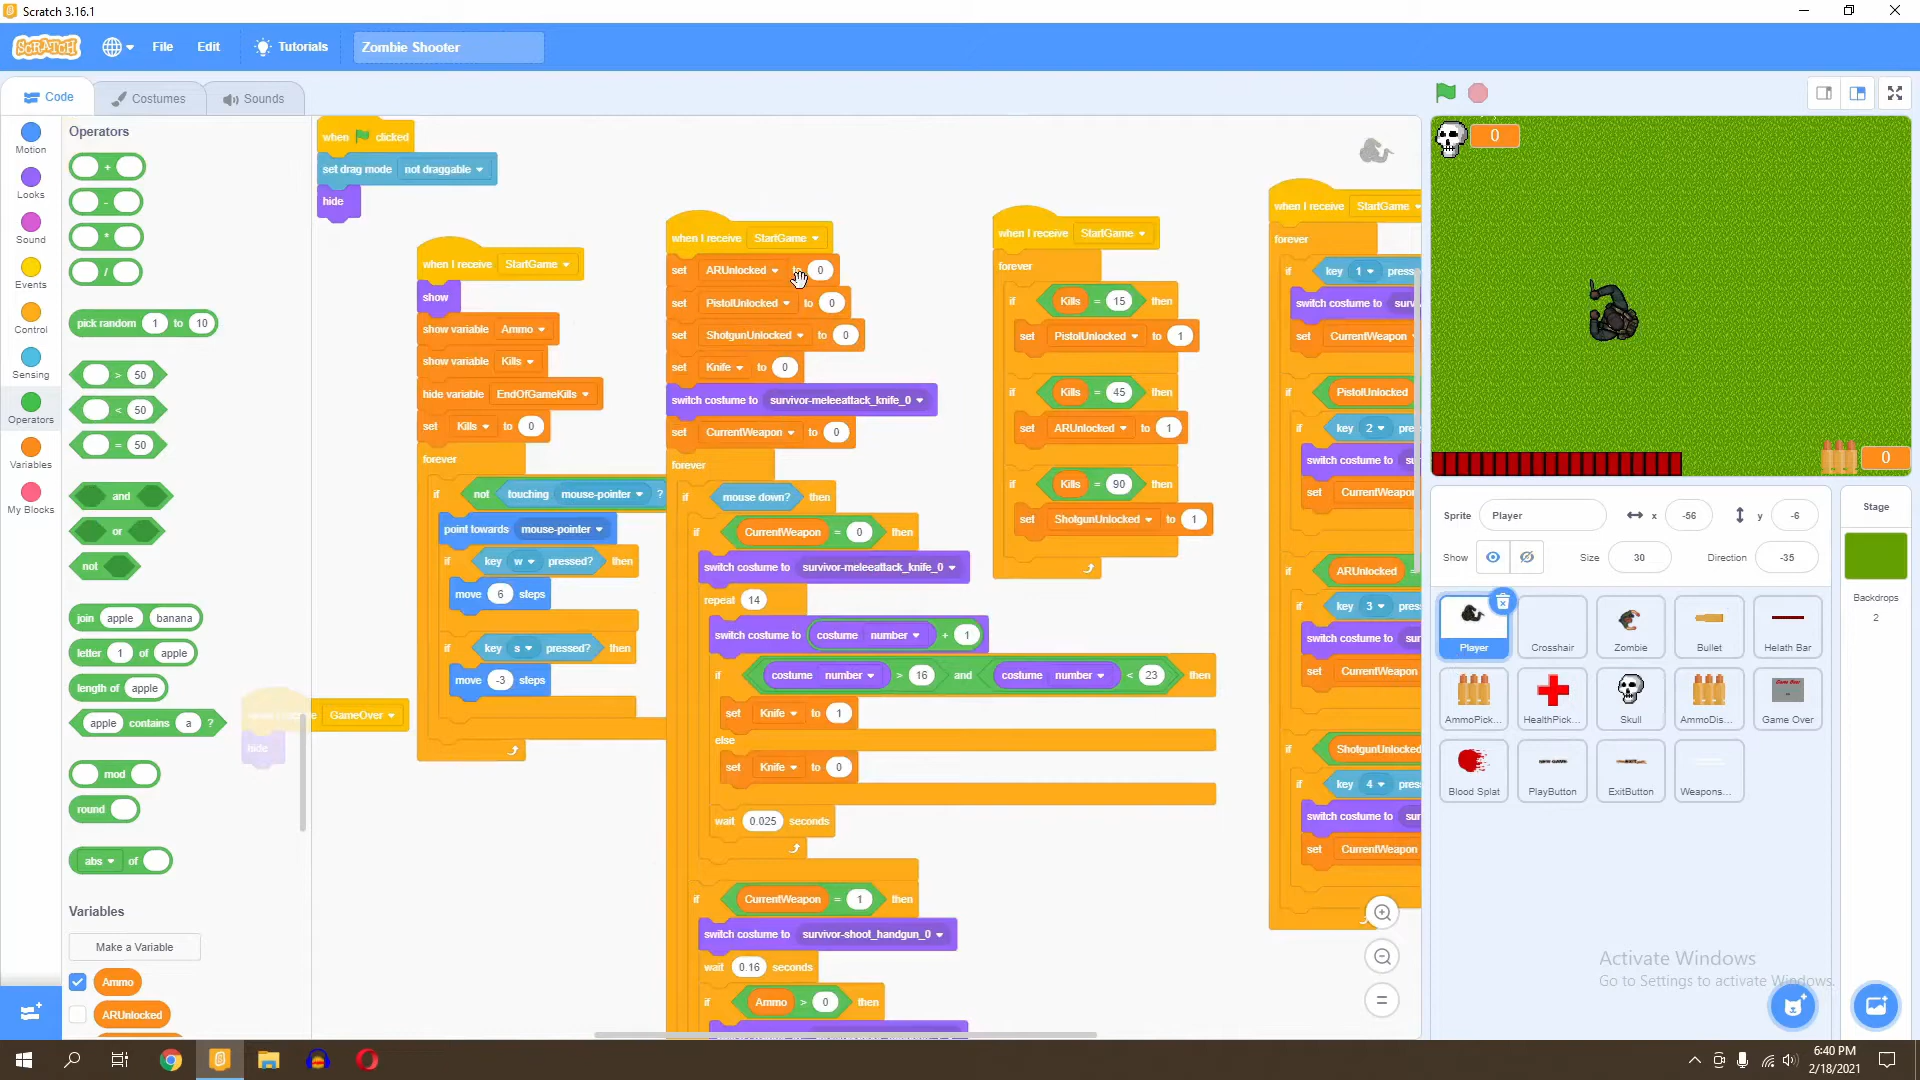 Scratch 3.16.1
SCRATCH File Edit Tutorials Zombie Shooter
Code Costumes Sounds
Motion
Looks
Sound
Events
Control
Sensing
Operators
Variables
My Blocks
Operators
+
-
*
/
pick random 1 to 10
> 50
< 50
= 50
and
or
not
join apple banana
letter 1 of apple
length of apple
apple contains a ?
mod
round
abs of
Variables
Make a Variable
Ammo
ARUnlocked
when clicked
set drag mode not draggable
hide
GameOver
hide
when I receive StartGame
show
show variable Ammo
show variable Kills
hide variable EndOfGameKills
set Kills to 0
forever
if not touching mouse-pointer ?
point towards mouse-pointer
if key w pressed? then
move 6 steps
if key s pressed? then
move -3 steps
when I receive StartGame
set ARUnlocked to 0
set PistolUnlocked to 0
set ShotgunUnlocked to 0
set Knife to 0
switch costume to survivor-meleeattack_knife_0
set CurrentWeapon to 0
forever
if mouse down? then
if CurrentWeapon = 0 then
switch costume to survivor-meleeattack_knife_0
repeat 14
switch costume to costume number + 1
if costume number > 16 and costume number < 23 then
set Knife to 1
else
set Knife to 0
wait 0.025 seconds
if CurrentWeapon = 1 then
switch costume to survivor-shoot_handgun_0
wait 0.16 seconds
if Ammo > 0 then
when I receive StartGame
forever
if Kills = 15 then
set PistolUnlocked to 1
if Kills = 45 then
set ARUnlocked to 1
if Kills = 90 then
set ShotgunUnlocked to 1
when I receive StartGame
forever
if key 1 press
switch costume to surv
set CurrentWeapon
if PistolUnlocked
if key 2 pres
switch costume to su
set CurrentWeapo
if ARUnlocked =
if key 3 pres
switch costume to su
set CurrentWeapo
if ShotgunUnlocked
if key 4 pres
switch costume to su
set CurrentWeapo
0
0
Sprite Player x -56 y -6
Show Size 30 Direction -35
Player Crosshair Zombie Bullet Helath Bar
AmmoPick... HealthPick... Skull AmmoDis... Game Over
Blood Splat PlayButton ExitButton Weapons...
Stage
Backdrops
2
Activate Windows
Go to Settings to activate Windows.
6:40 PM
2/18/2021